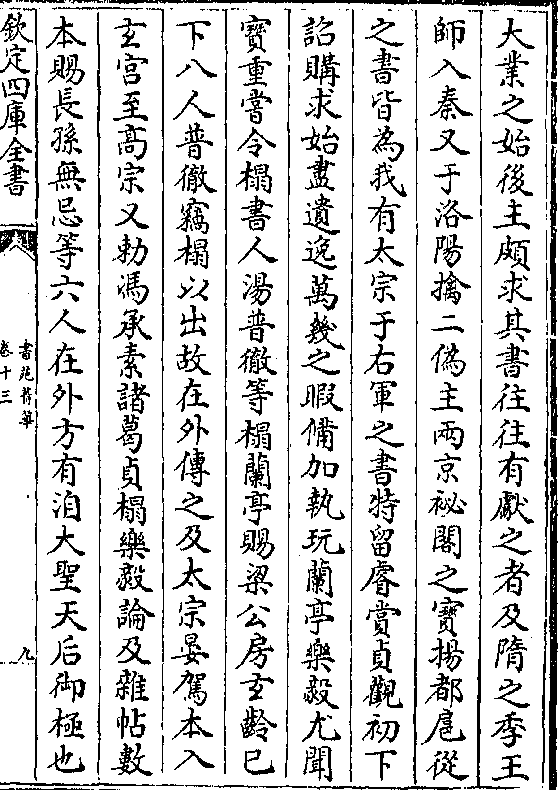 大業之始後主頗求其書往往有獻之者及隋之季王
師入秦又于洛陽擒二偽主兩京祕閣之寶揚都扈從
之書皆為我有太宗于右軍之書特留睿賞貞觀初下
詔購求始盡遺逸萬幾之暇備加執玩蘭亭樂毅尤聞
寶重嘗令榻書人湯普徹等榻蘭亭賜梁公房玄齡已
下八人普徹竊榻以出故在外傳之及太宗晏駕本入
玄宮至高宗又勅馮承素諸葛貞榻樂毅論及雜帖數
本賜長孫無忌等六人在外方有洎大聖天后御極也
欽定四庫全書
書苑菁華
卷十三
九